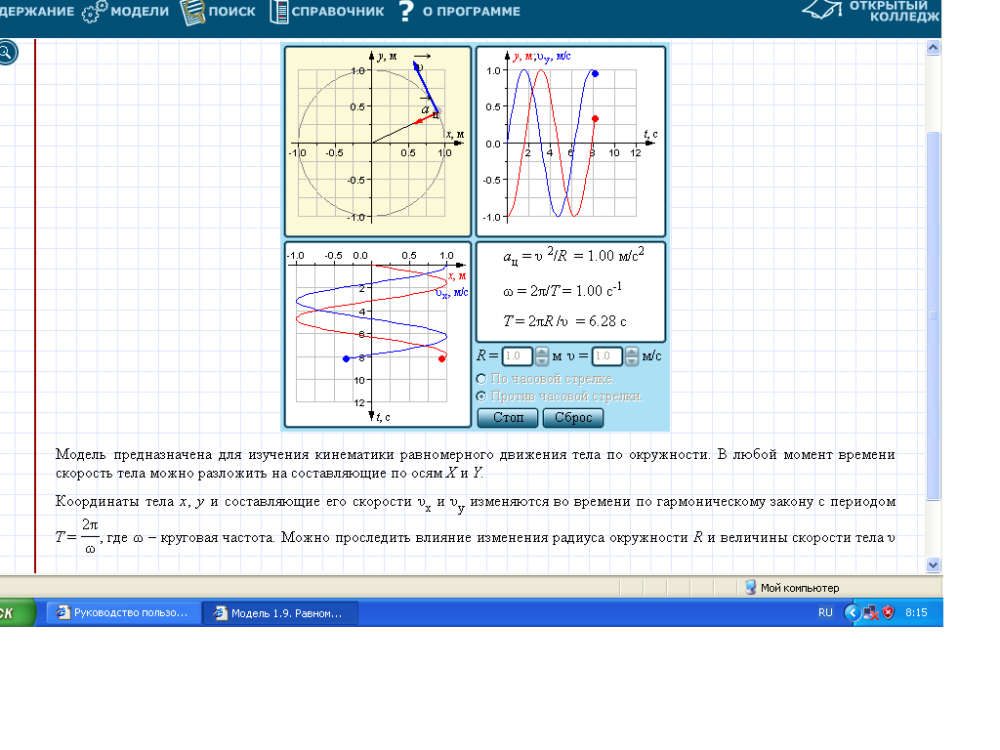 ДЕРЖАНИЕ МОДЕЛИ ПОИСК СПРАВОЧНИК ? О ПРОГРАММЕ ОТКРЫТЫЙ
КОЛЛЕДЖ
y, м
υ
1.0
0.5
a ц
x, м
-1.0 -0.5 0.5 1.0
-0.5
-1.0
y, м; υy, м/с
1.0
0.5
t, с
0.0
2 4 6 8 10 12
-0.5
-1.0
-1.0 -0.5 0.0 0.5 1.0
x, м
υx, м/с
2
4
6
8
10
12
t, с
aц = υ ²/R = 1.00 м/с²
ω = 2π/T = 1.00 с⁻¹
T = 2πR /υ = 6.28 с
R = 1.0 м υ = 1.0 м/с
По часовой стрелке.
Против часовой стрелки.
Стоп Сброс
Модель предназначена для изучения кинематики равномерного движения тела по окружности. В любой момент времени
скорость тела можно разложить на составляющие по осям X и Y.
Координаты тела x, y и составляющие его скорости υx и υy изменяются во времени по гармоническому закону с периодом
T = 2π/ω, где ω – круговая частота. Можно проследить влияние изменения радиуса окружности R и величины скорости тела υ
Мой компьютер
ск Руководство пользо... Модель 1.9. Равном... RU 8:15